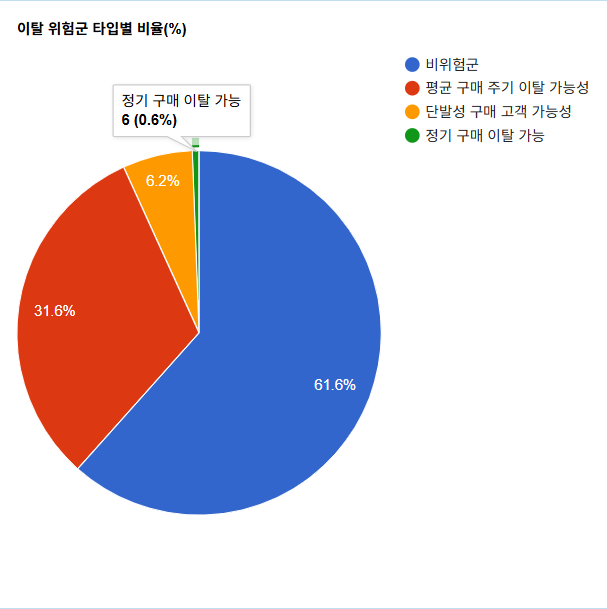 이탈 위험군 타입별 비율(%)
비위험군
평균 구매 주기 이탈 가능성
단발성 구매 고객 가능성
정기 구매 이탈 가능
정기 구매 이탈 가능
6 (0.6%)
6.2%
31.6%
61.6%